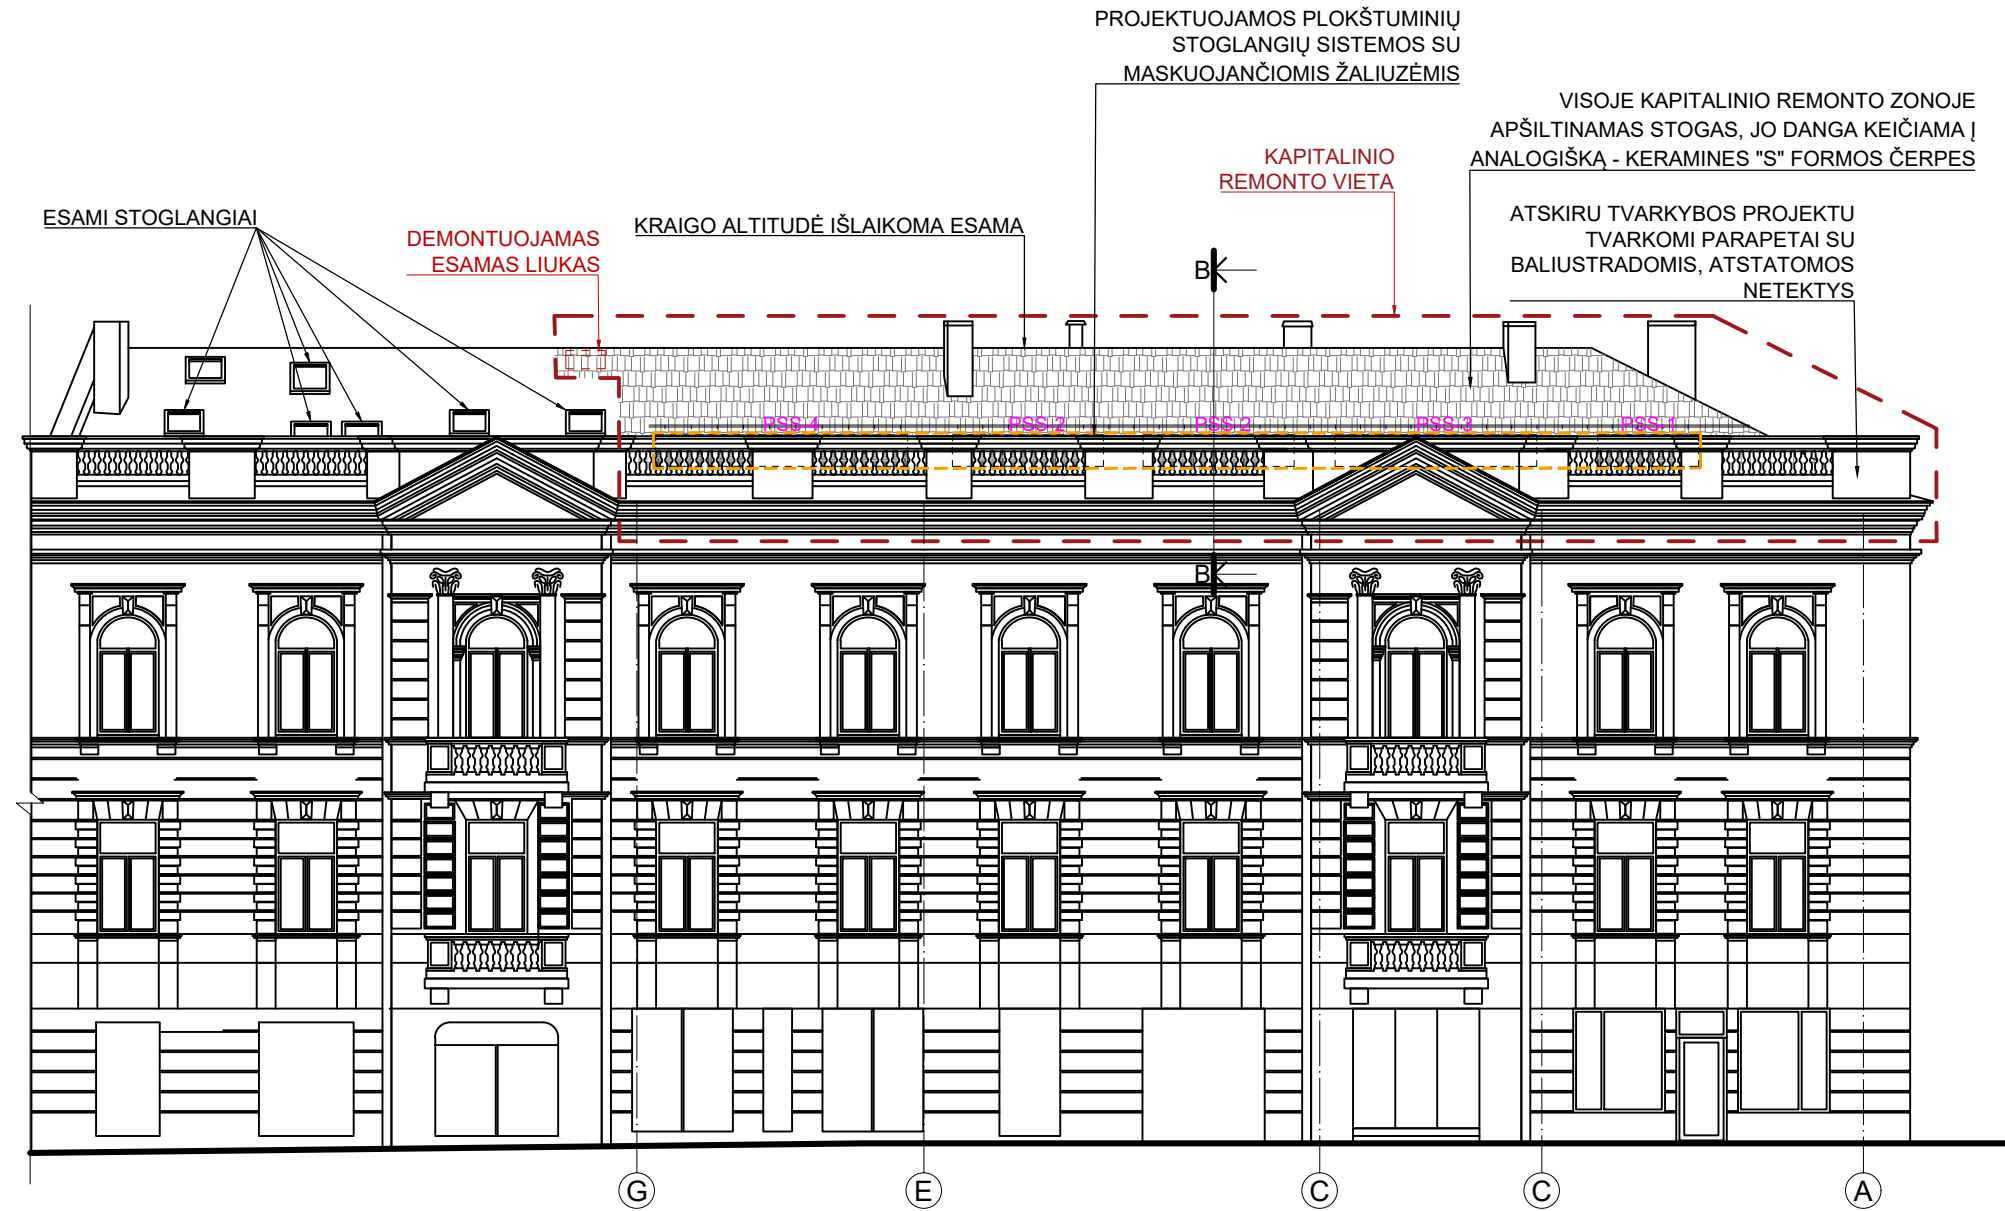 PROJEKTUOJAMOS PLOKŠTUMINIŲ
STOGLANGIŲ SISTEMOS SU
MASKUOJANČIOMIS ŽALIUZĖMIS
VISOJE KAPITALINIO REMONTO ZONOJE
APŠILTINAMAS STOGAS, JO DANGA KEIČIAMA Į
ANALOGIŠKĄ - KERAMINES "S" FORMOS ČERPES
KAPITALINIO
REMONTO VIETA
ESAMI STOGLANGIAI
DEMONTUOJAMAS
ESAMAS LIUKAS
KRAIGO ALTITUDĖ IŠLAIKOMA ESAMA
ATSKIRU TVARKYBOS PROJEKTU
TVARKOMI PARAPETAI SU
BALIUSTRADOMIS, ATSTATOMOS
NETEKTYS
B
PSS-4 PSS-2 PSS-2 PSS-3 PSS-1
B
G E C C A